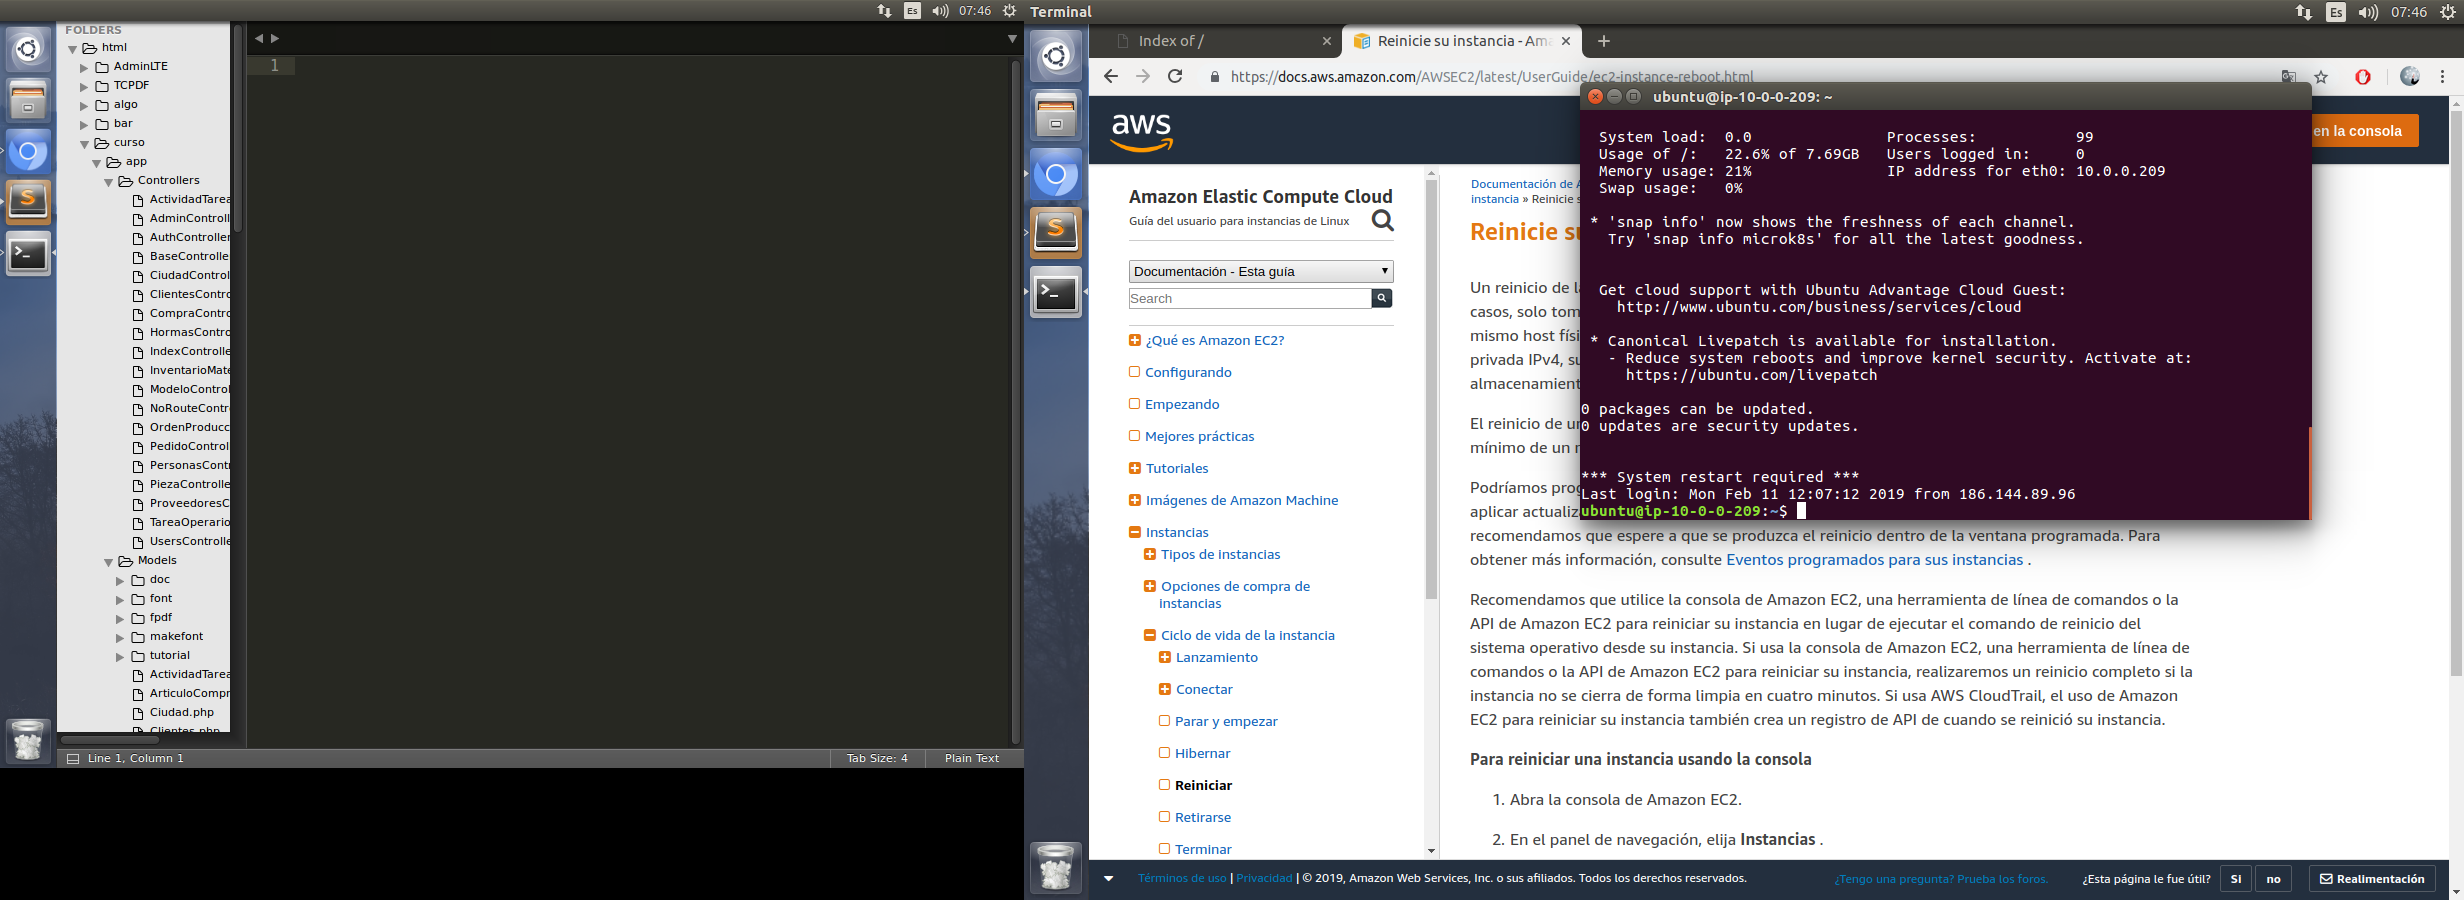 Es
07:46
FOLDERS
html
AdminLTE
TCPDF
algo
bar
curso
app
Controllers
ActividadTarea
AdminControll
AuthController
BaseControlle
CiudadControl
ClientesContro
CompraContro
HormasContro
IndexControlle
InventarioMate
ModeloControl
NoRouteContr
OrdenProducc
PedidoControl
PersonasContr
PiezaControlle
ProveedoresC
TareaOperario
UsersControlle
Models
doc
font
fpdf
makefont
tutorial
ActividadTarea
ArticuloCompr
Ciudad.php
Clientes.php
1
Line 1, Column 1
Tab Size: 4
Plain Text
Terminal
Es
07:46
Index of /
Reinicie su instancia - Ama
https://docs.aws.amazon.com/AWSEC2/latest/UserGuide/ec2-instance-reboot.html
aws
en la consola
Amazon Elastic Compute Cloud
Guía del usuario para instancias de Linux
Documentación - Esta guía
Search
¿Qué es Amazon EC2?
Configurando
Empezando
Mejores prácticas
Tutoriales
Imágenes de Amazon Machine
Instancias
Tipos de instancias
Opciones de compra de
instancias
Ciclo de vida de la instancia
Lanzamiento
Conectar
Parar y empezar
Hibernar
Reiniciar
Retirarse
Terminar
Documentación de A
instancia » Reinicie s
Reinicie su
Un reinicio de la
casos, solo tom
mismo host físi
privada IPv4, su
almacenamient
El reinicio de un
mínimo de un m
Podríamos prog
aplicar actualiza
recomendamos que espere a que se produzca el reinicio dentro de la ventana programada. Para
obtener más información, consulte Eventos programados para sus instancias .
Recomendamos que utilice la consola de Amazon EC2, una herramienta de línea de comandos o la
API de Amazon EC2 para reiniciar su instancia en lugar de ejecutar el comando de reinicio del
sistema operativo desde su instancia. Si usa la consola de Amazon EC2, una herramienta de línea de
comandos o la API de Amazon EC2 para reiniciar su instancia, realizaremos un reinicio completo si la
instancia no se cierra de forma limpia en cuatro minutos. Si usa AWS CloudTrail, el uso de Amazon
EC2 para reiniciar su instancia también crea un registro de API de cuando se reinició su instancia.
Para reiniciar una instancia usando la consola
1. Abra la consola de Amazon EC2.
2. En el panel de navegación, elija Instancias .
ubuntu@ip-10-0-0-209: ~
System load: 0.0 Processes: 99
Usage of /: 22.6% of 7.69GB Users logged in: 0
Memory usage: 21% IP address for eth0: 10.0.0.209
Swap usage: 0%
* 'snap info' now shows the freshness of each channel.
Try 'snap info microk8s' for all the latest goodness.
Get cloud support with Ubuntu Advantage Cloud Guest:
http://www.ubuntu.com/business/services/cloud
* Canonical Livepatch is available for installation.
- Reduce system reboots and improve kernel security. Activate at:
https://ubuntu.com/livepatch
0 packages can be updated.
0 updates are security updates.
*** System restart required ***
Last login: Mon Feb 11 12:07:12 2019 from 186.144.89.96
ubuntu@ip-10-0-0-209:~$
Términos de uso | Privacidad | © 2019, Amazon Web Services, Inc. o sus afiliados. Todos los derechos reservados.
¿Tengo una pregunta? Prueba los foros.
¿Esta página le fue útil?
Si
no
Realimentación